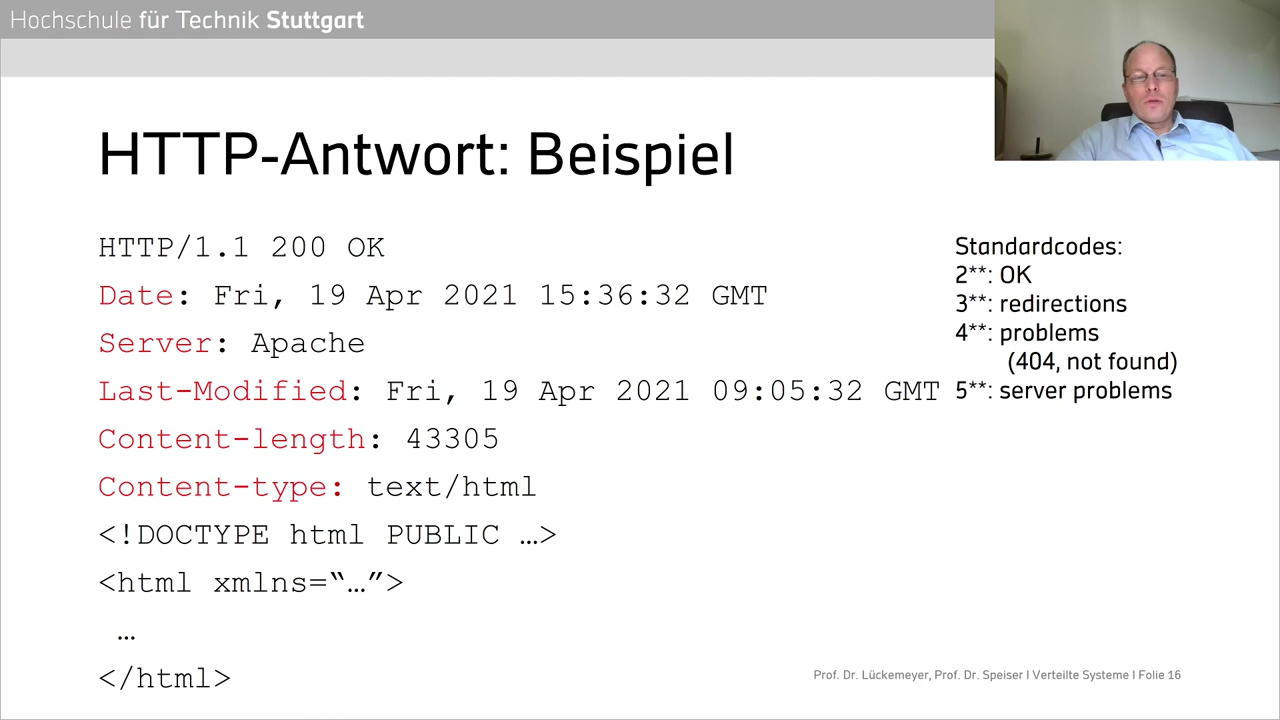 Hochschule für Technik Stuttgart
HTTP-Antwort: Beispiel
HTTP/1.1 200 OK
Date: Fri, 19 Apr 2021 15:36:32 GMT
Server: Apache
Last-Modified: Fri, 19 Apr 2021 09:05:32 GMT
Content-length: 43305
Content-type: text/html
<!DOCTYPE html PUBLIC …>
<html xmlns=“…”>
…
</html>
Standardcodes:
2**: OK
3**: redirections
4**: problems
(404, not found)
5**: server problems
Prof. Dr. Lückemeyer, Prof. Dr. Speiser I Verteilte Systeme I Folie 16